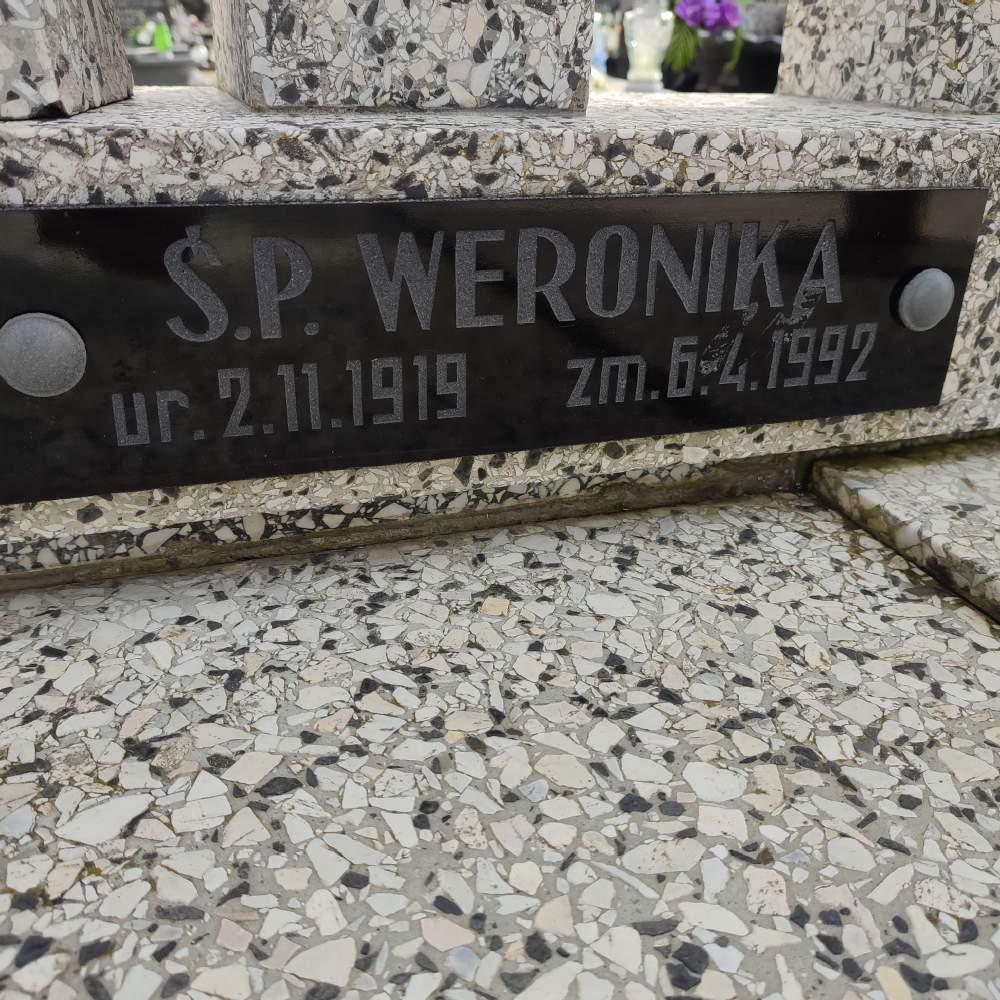 Ś.P. WERONIKA
ur. 2.11.1919 zm. 6.4.1992